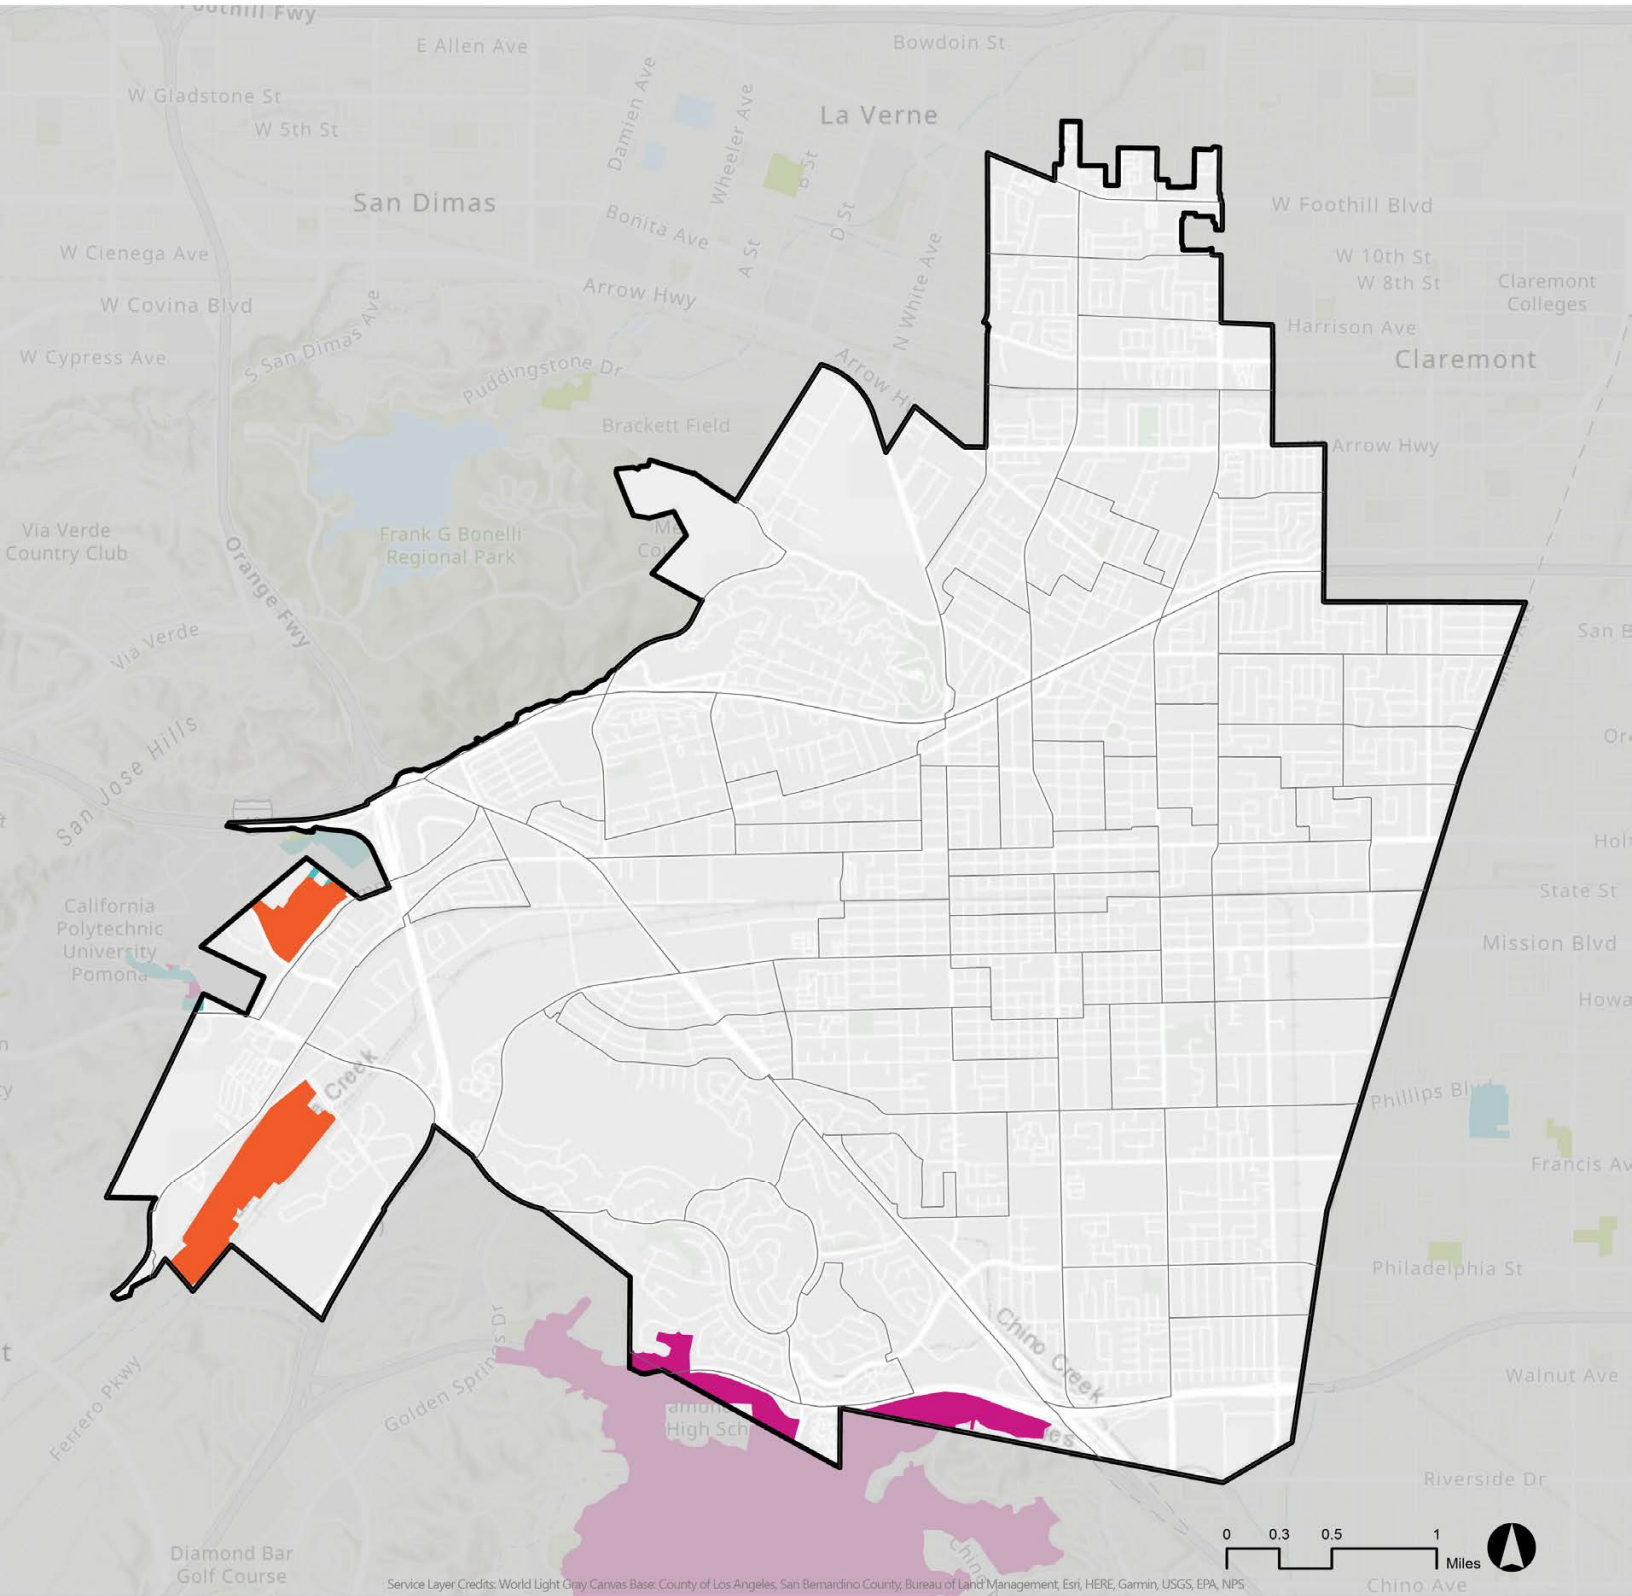 Foothill Fwy
E Allen Ave
Bowdoin St
W Gladstone St
W 5th St
Damien Ave
Wheeler Ave
La Verne
B St
San Dimas
Bonita Ave
D St
W Foothill Blvd
W Cienega Ave
A St
N White Ave
W 10th St
W 8th St
Claremont
Colleges
W Covina Blvd
Arrow Hwy
Harrison Ave
S San Dimas Ave
W Cypress Ave
Puddingstone Dr
Arrow
Claremont
Brackett Field
Arrow Hwy
Via Verde
Country Club
Frank G Bonelli
Regional Park
Orange Fwy
Via Verde
San B
San Jose Hills
State St
California
Polytechnic
University
Pomona
Mission Blvd
Howa
Creek
Phillips Blvd
Francis Av
Philadelphia St
Golden Springs Dr
Chino Creek
Ferrero Pkwy
Walnut Ave
High Sch
Riverside Dr
Diamond Bar
Golf Course
0 0.3 0.5 1
Miles
Chino Ave
Service Layer Credits: World Light Gray Canvas Base: County of Los Angeles, San Bernardino County, Bureau of Land Management, Esri, HERE, Garmin, USGS, EPA, NPS